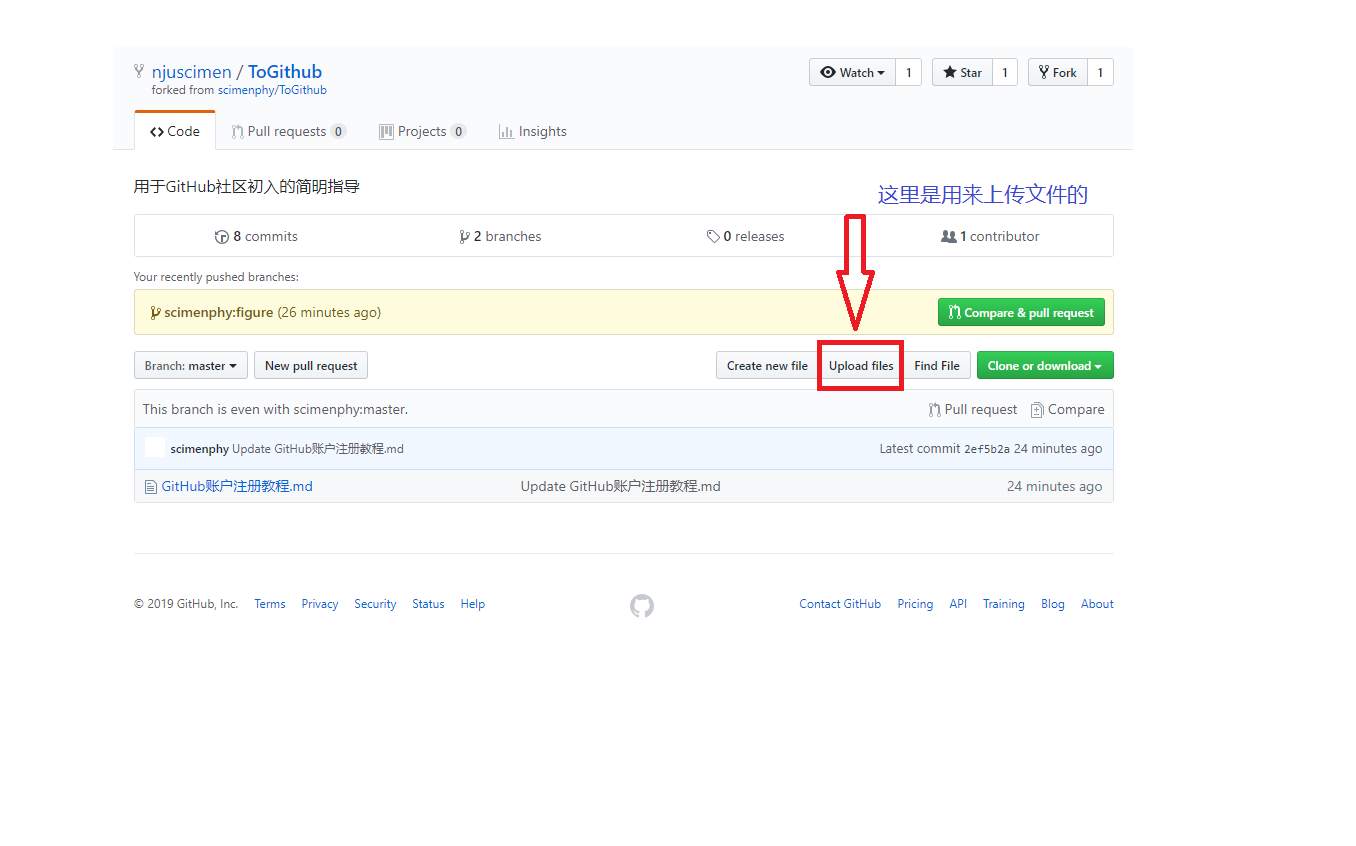 njuscimen / ToGithub
forked from scimenphy/ToGithub
Watch 1 Star 1 Fork 1
Code Pull requests 0 Projects 0 Insights
用于GitHub社区初入的简明指导
这里是用来上传文件的
8 commits 2 branches 0 releases 1 contributor
Your recently pushed branches:
scimenphy:figure (26 minutes ago) Compare & pull request
Branch: master New pull request Create new file Upload files Find File Clone or download
This branch is even with scimenphy:master. Pull request Compare
scimenphy Update GitHub账户注册教程.md Latest commit 2ef5b2a 24 minutes ago
GitHub账户注册教程.md Update GitHub账户注册教程.md 24 minutes ago
© 2019 GitHub, Inc. Terms Privacy Security Status Help Contact GitHub Pricing API Training Blog About